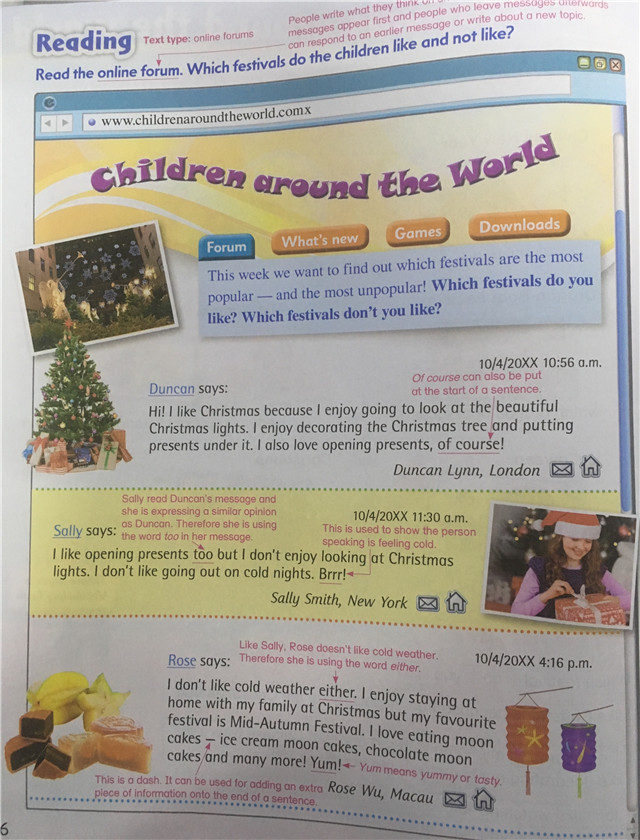 People write what they think on
messages appear first and people who leave messages afterwards
can respond to an earlier message or write about a new topic.
Reading Text type: online forums
Read the online forum. Which festivals do the children like and not like?
www.childrenaroundtheworld.comx
Children around the World
Forum What's new Games Downloads
This week we want to find out which festivals are the most
popular — and the most unpopular! Which festivals do you
like? Which festivals don't you like?
10/4/20XX 10:56 a.m.
Of course can also be put
at the start of a sentence.
Duncan says:
Hi! I like Christmas because I enjoy going to look at the beautiful
Christmas lights. I enjoy decorating the Christmas tree and putting
presents under it. I also love opening presents, of course!
Duncan Lynn, London
Sally read Duncan's message and
she is expressing a similar opinion
as Duncan. Therefore she is using
the word too in her message.
10/4/20XX 11:30 a.m.
This is used to show the person
speaking is feeling cold.
Sally says:
I like opening presents too but I don't enjoy looking at Christmas
lights. I don't like going out on cold nights. Brrr!
Sally Smith, New York
Like Sally, Rose doesn't like cold weather.
Therefore she is using the word either.
Rose says:
10/4/20XX 4:16 p.m.
I don't like cold weather either. I enjoy staying at
home with my family at Christmas but my favourite
festival is Mid-Autumn Festival. I love eating moon
cakes – ice cream moon cakes, chocolate moon
cakes and many more! Yum! Yum means yummy or tasty.
This is a dash. It can be used for adding an extra
piece of information onto the end of a sentence.
Rose Wu, Macau
6